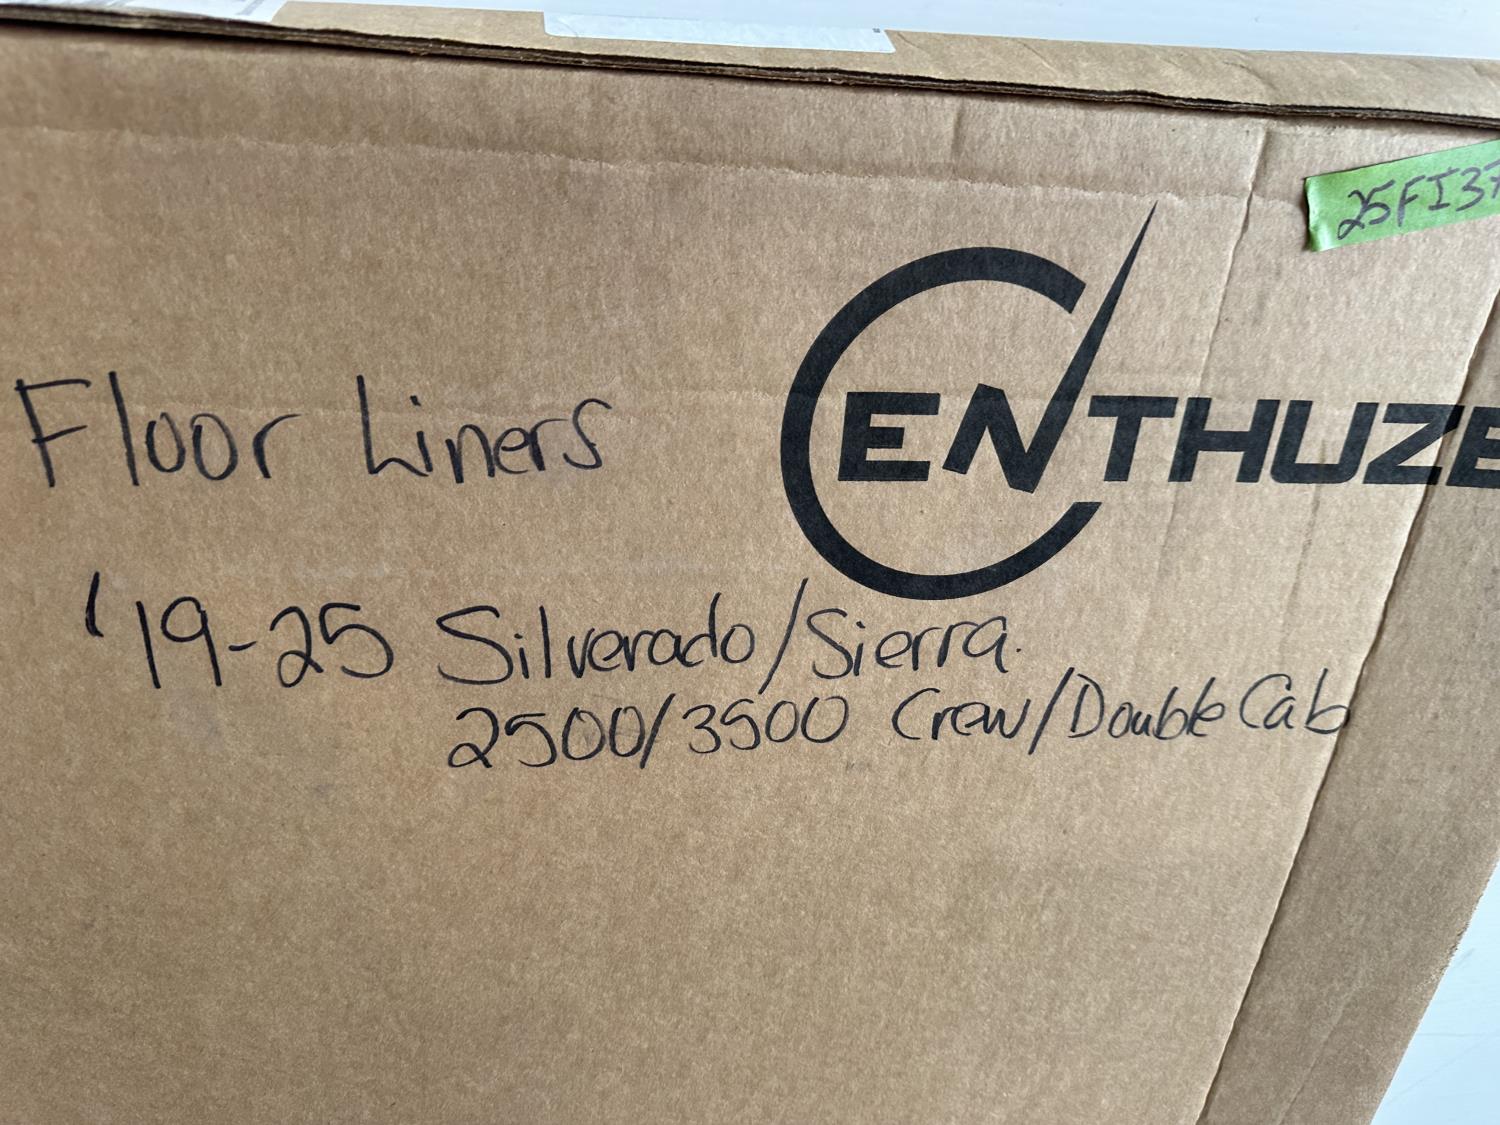 25FI37
ENTHUZE
Floor Liners
'19-25 Silverado/Sierra.
2500/3500 Crew/Double Cab